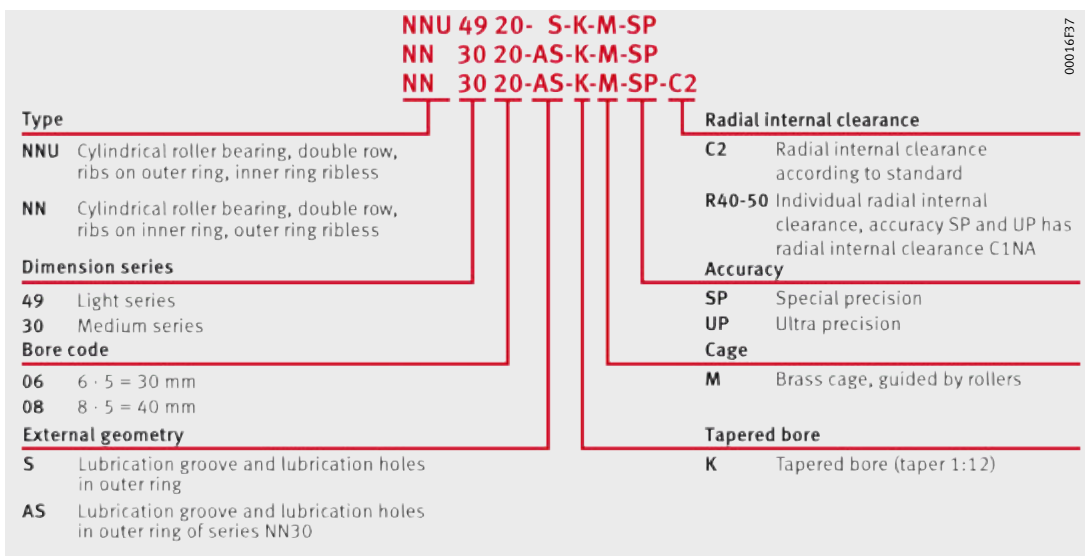 NNU 49 20- S-K-M-SP
NN 30 20-AS-K-M-SP
NN 30 20-AS-K-M-SP-C2
00016F37
Type
NNU Cylindrical roller bearing, double row,
ribs on outer ring, inner ring ribless
NN Cylindrical roller bearing, double row,
ribs on inner ring, outer ring ribless
Dimension series
49 Light series
30 Medium series
Bore code
06 6 · 5 = 30 mm
08 8 · 5 = 40 mm
External geometry
S Lubrication groove and lubrication holes
in outer ring
AS Lubrication groove and lubrication holes
in outer ring of series NN30
Radial internal clearance
C2 Radial internal clearance
according to standard
R40-50 Individual radial internal
clearance, accuracy SP and UP has
radial internal clearance C1NA
Accuracy
SP Special precision
UP Ultra precision
Cage
M Brass cage, guided by rollers
Tapered bore
K Tapered bore (taper 1:12)